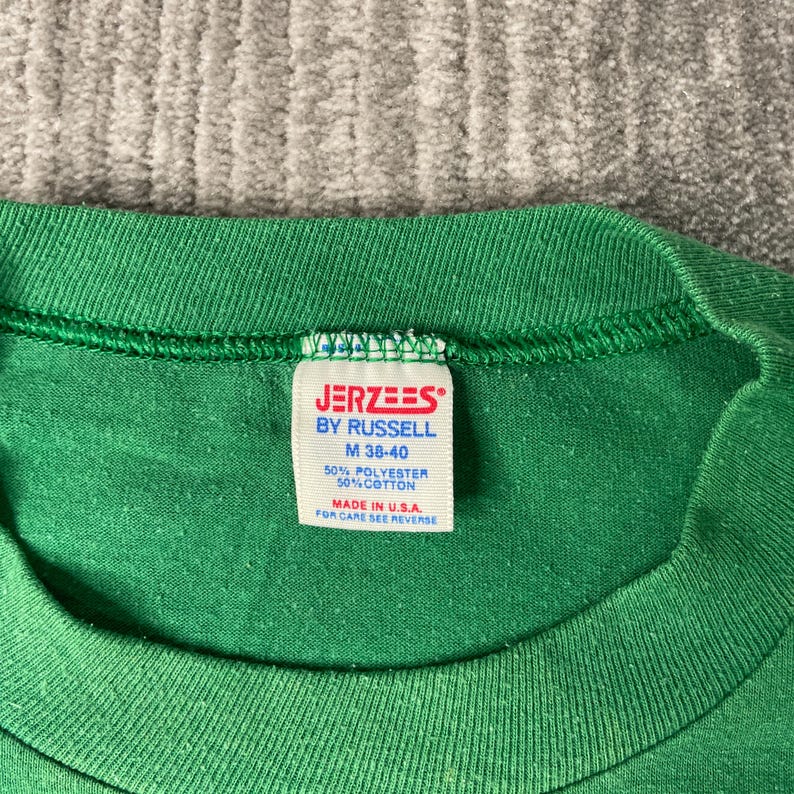 JERZEES®
BY RUSSELL
M 38-40
50% POLYESTER
50% COTTON
MADE IN U.S.A.
FOR CARE SEE REVERSE